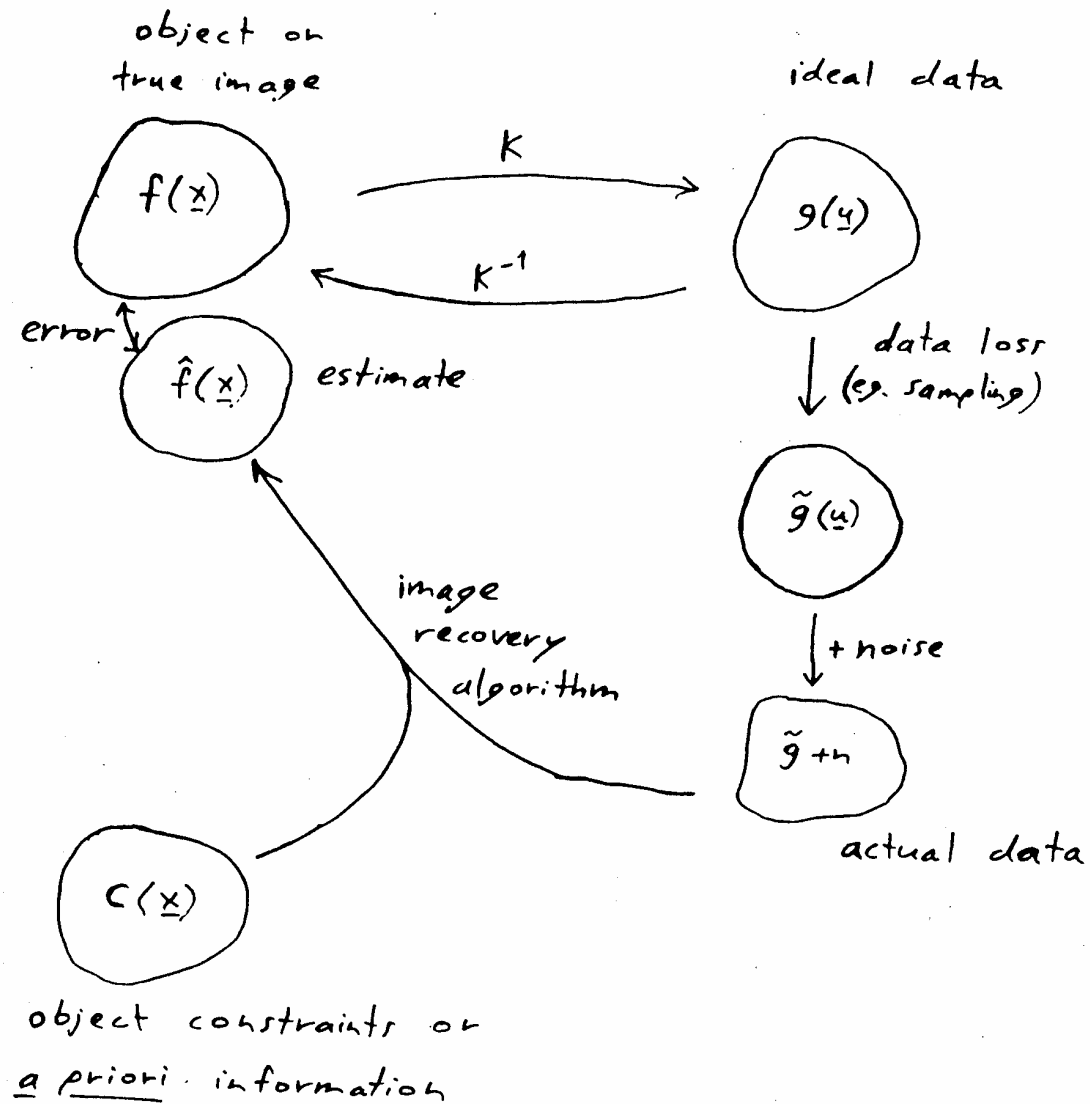 object or
true image
ideal data
f(x)
K
g(u)
K⁻¹
error
f̂(x)
estimate
data loss
(eg. sampling)
g̃(u)
image
recovery
algorithm
+ noise
g̃ + n
actual data
C(x)
object constraints or
a priori information